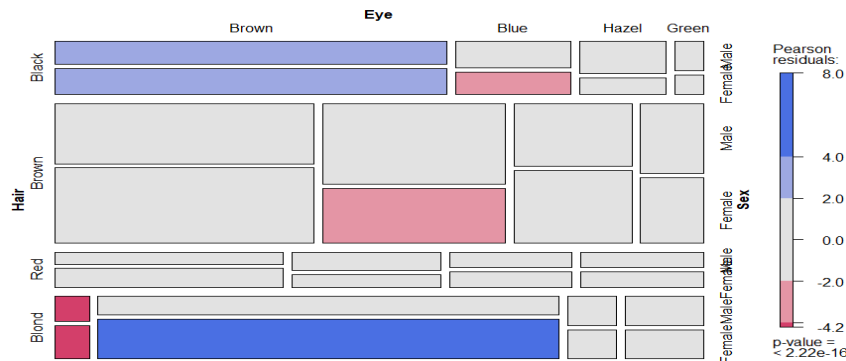 Eye
Brown Blue Hazel Green
Hair
Black
Brown
Red
Blond
Sex
Male
Female
Male
Female
Male
Female
Male
Female
Pearson
residuals:
8.0
4.0
2.0
0.0
-2.0
-4.2
p-value =
< 2.22e-16